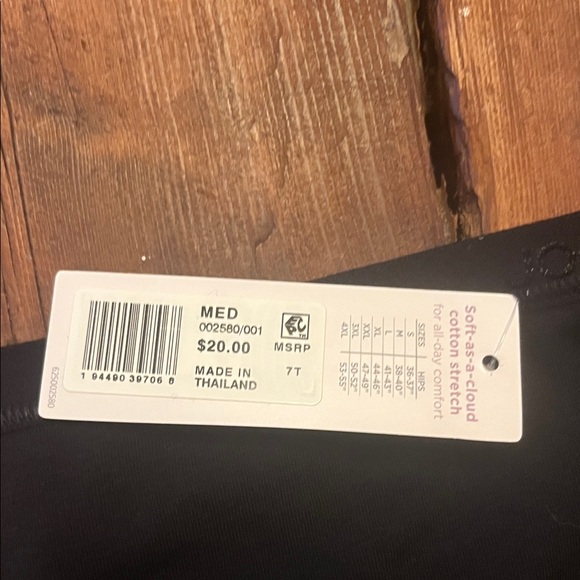 MED
002580/001
$20.00
MSRP
MADE IN
THAILAND
7T
1 94490 39706 8
625002580
Soft-as-a-cloud
cotton stretch
for all-day comfort
SIZES HIPS
S 36-37"
M 38-40"
L 41-43"
XL 44-46"
XXL 47-49"
3XL 50-52"
4XL 53-55"